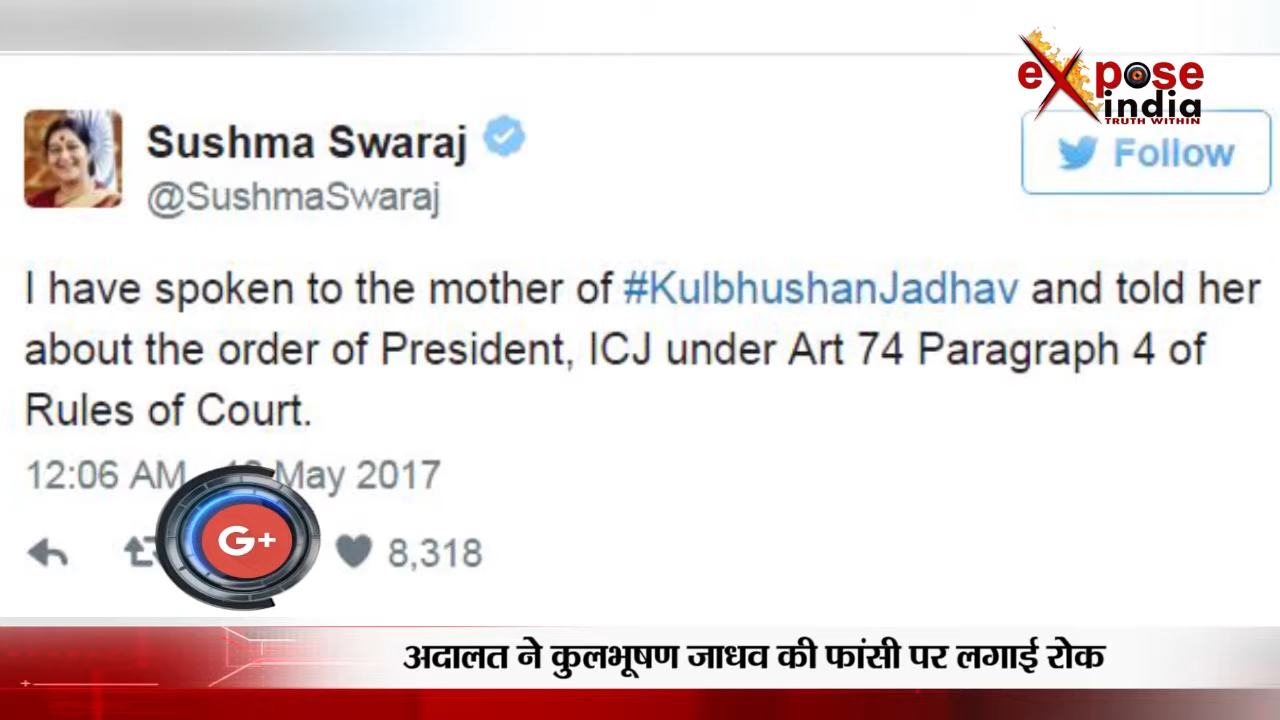 eXpose
india
TRUTH WITHIN
Sushma Swaraj
@SushmaSwaraj
Follow
I have spoken to the mother of #KulbhushanJadhav and told her
about the order of President, ICJ under Art 74 Paragraph 4 of
Rules of Court.
12:06 AM May 2017
G+
8,318
अदालत ने कुलभूषण जाधव की फांसी पर लगाई रोक